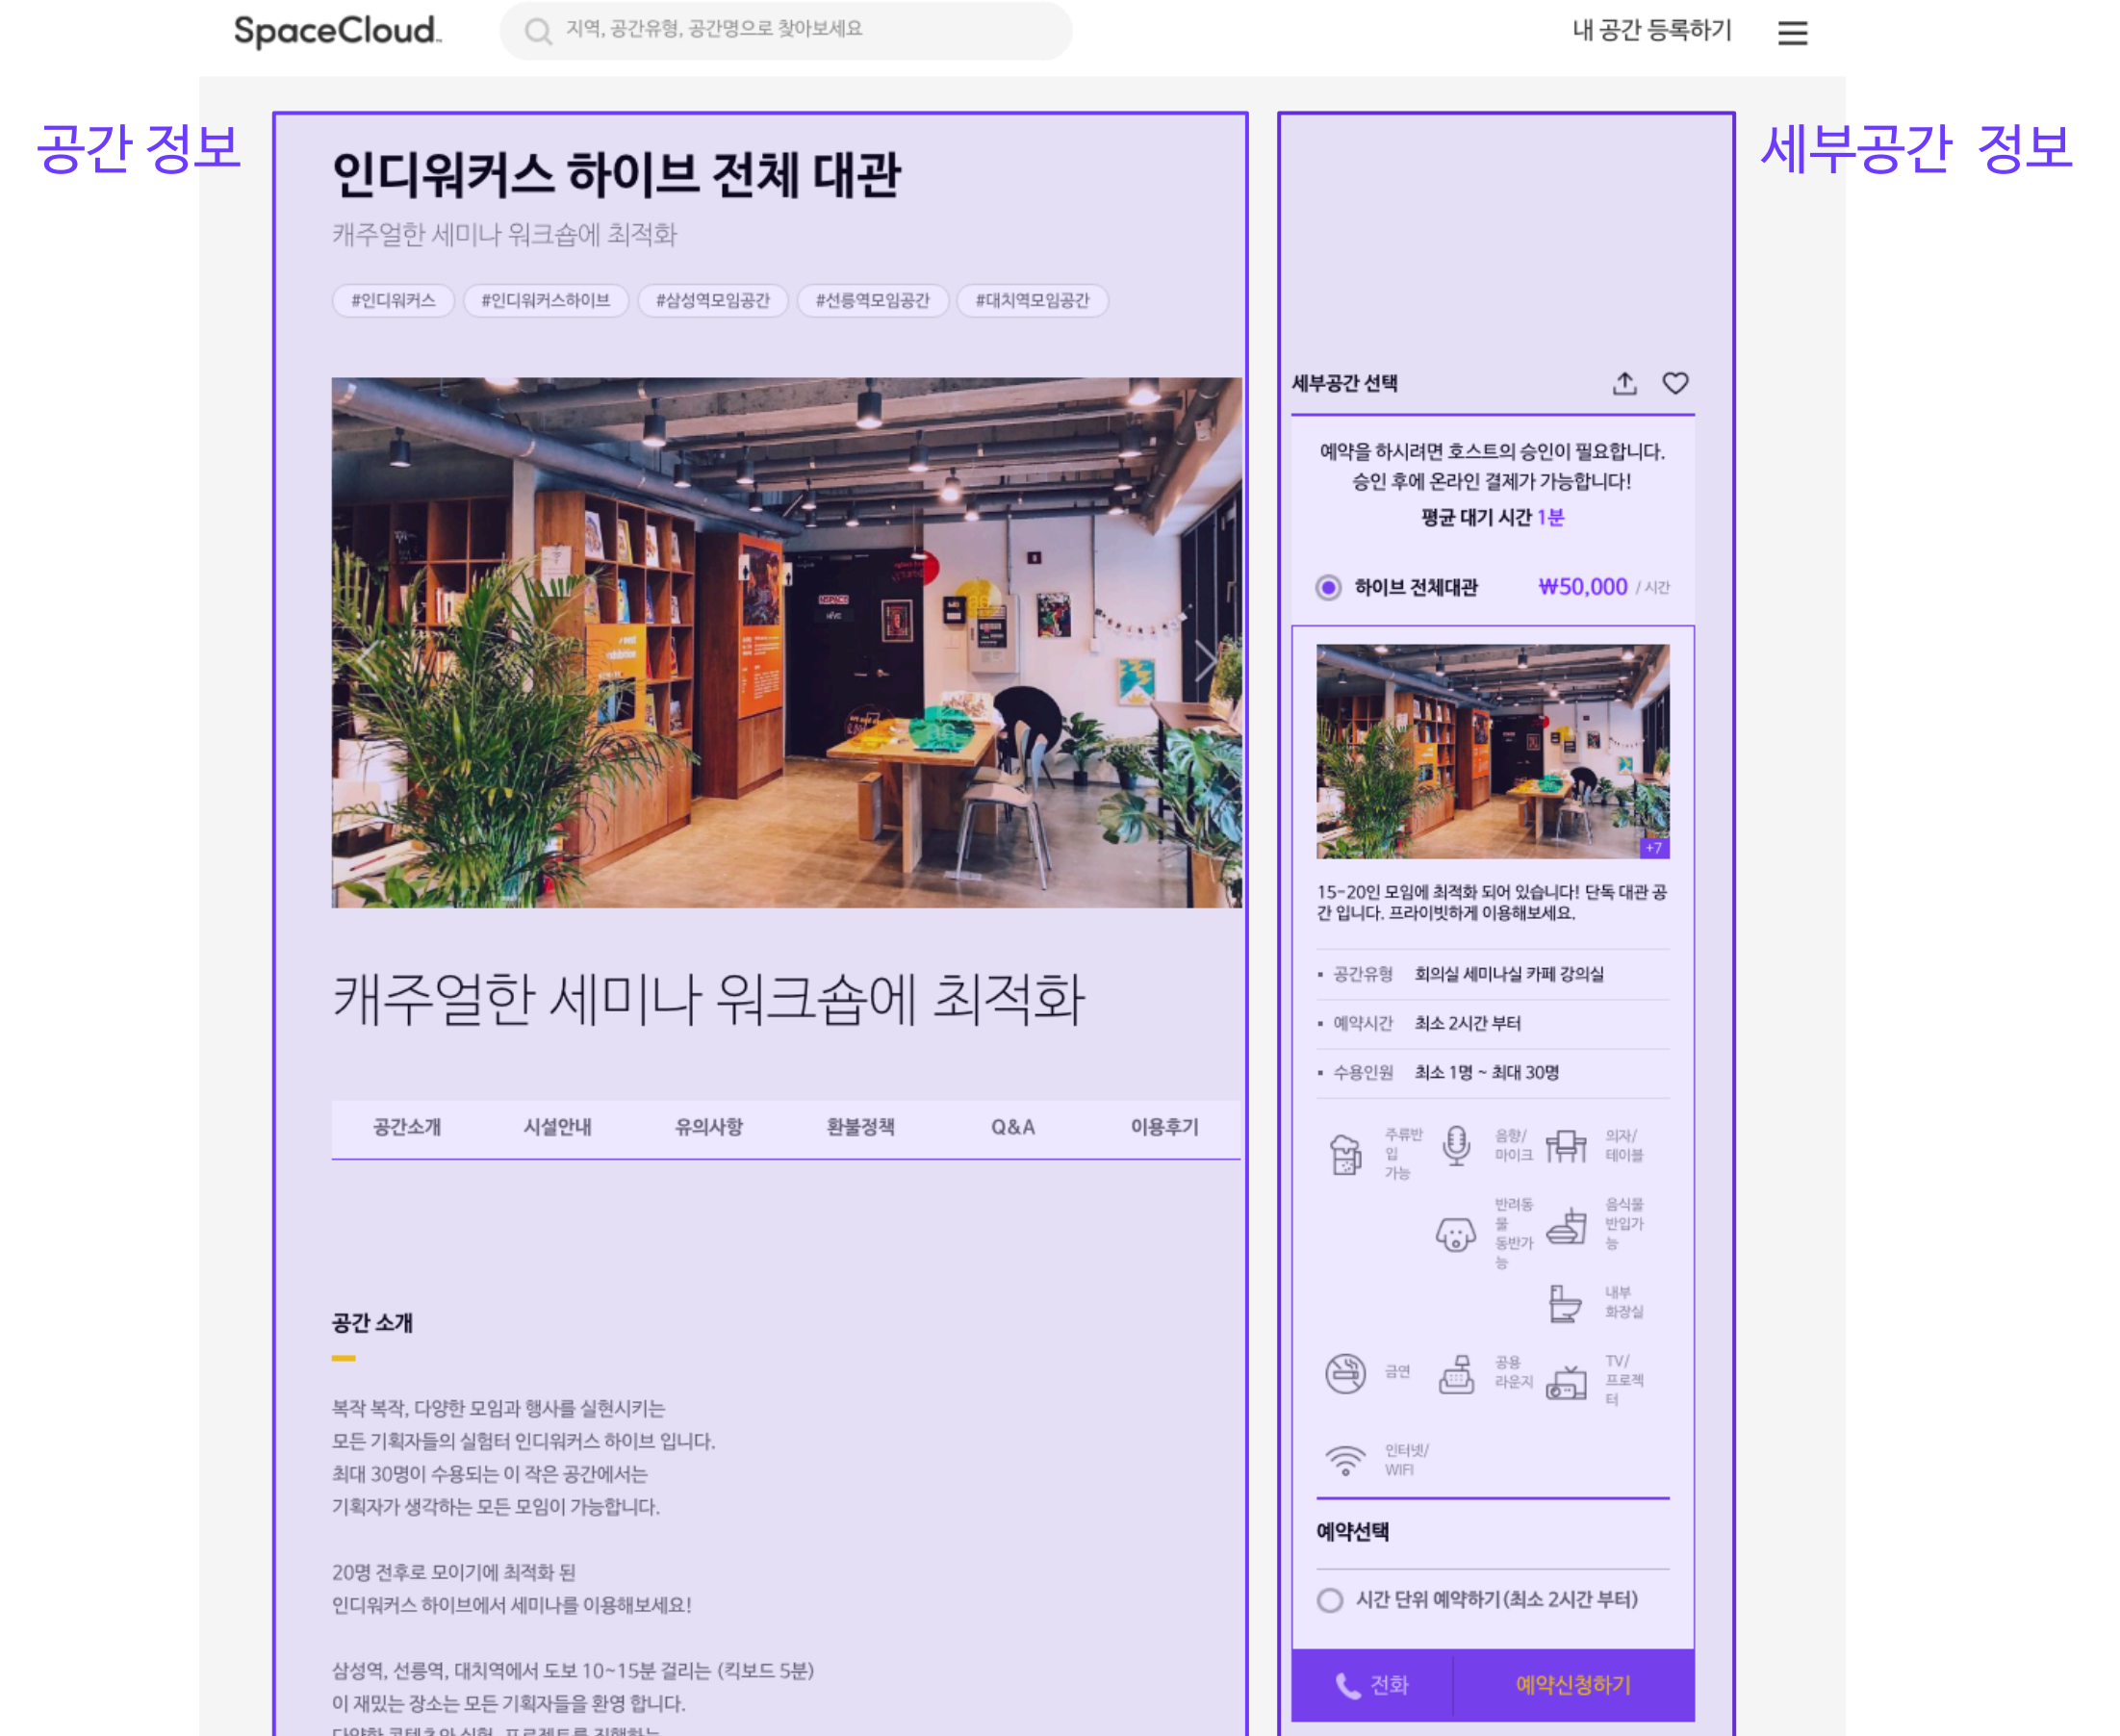 SpaceCloud
지역, 공간유형, 공간명으로 찾아보세요
내 공간 등록하기
공간 정보
세부공간 정보
인디워커스 하이브 전체 대관
캐주얼한 세미나 워크숍에 최적화
#인디워커스
#인디워커스하이브
#삼성역모임공간
#선릉역모임공간
#대치역모임공간
캐주얼한 세미나 워크숍에 최적화
공간소개
시설안내
유의사항
환불정책
Q&A
이용후기
공간 소개
복작 복작, 다양한 모임과 행사를 실현시키는
모든 기획자들의 실험터 인디워커스 하이브 입니다.
최대 30명이 수용되는 이 작은 공간에서는
기획자가 생각하는 모든 모임이 가능합니다.
20명 전후로 모이기에 최적화 된
인디워커스 하이브에서 세미나를 이용해보세요!
삼성역, 선릉역, 대치역에서 도보 10~15분 걸리는 (킥보드 5분)
이 재밌는 장소는 모든 기획자들을 환영 합니다.
다양한 콘텐츠와 실험, 프로젝트를 진행하는
세부공간 선택
예약을 하시려면 호스트의 승인이 필요합니다.
승인 후에 온라인 결제가 가능합니다!
평균 대기 시간 1분
하이브 전체대관
₩50,000 / 시간
+7
15-20인 모임에 최적화 되어 있습니다! 단독 대관 공
간 입니다. 프라이빗하게 이용해보세요.
공간유형 회의실 세미나실 카페 강의실
예약시간 최소 2시간 부터
수용인원 최소 1명 ~ 최대 30명
주류반
입
가능
음향/
마이크
의자/
테이블
반려동
물
동반가
능
음식물
반입가
능
내부
화장실
금연
공용
라운지
TV/
프로젝
터
인터넷/
WIFI
예약선택
시간 단위 예약하기(최소 2시간 부터)
전화
예약신청하기